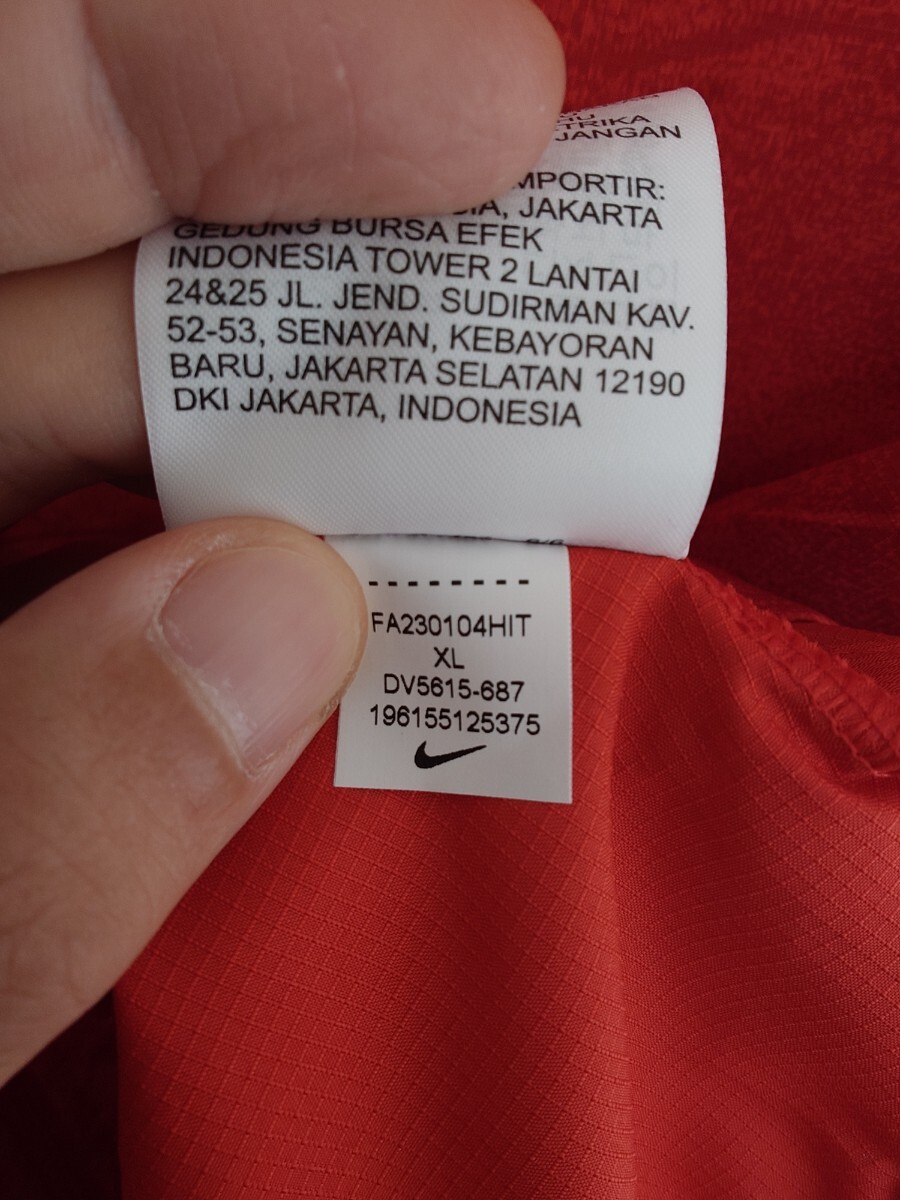 JANGAN
JAKARTA
GEDUNG BURSA EFEK
INDONESIA TOWER 2 LANTAI
24&25 JL. JEND. SUDIRMAN KAV.
52-53, SENAYAN, KEBAYORAN
BARU, JAKARTA SELATAN 12190
DKI JAKARTA, INDONESIA
--------
FA230104HIT
XL
DV5615-687
196155125375